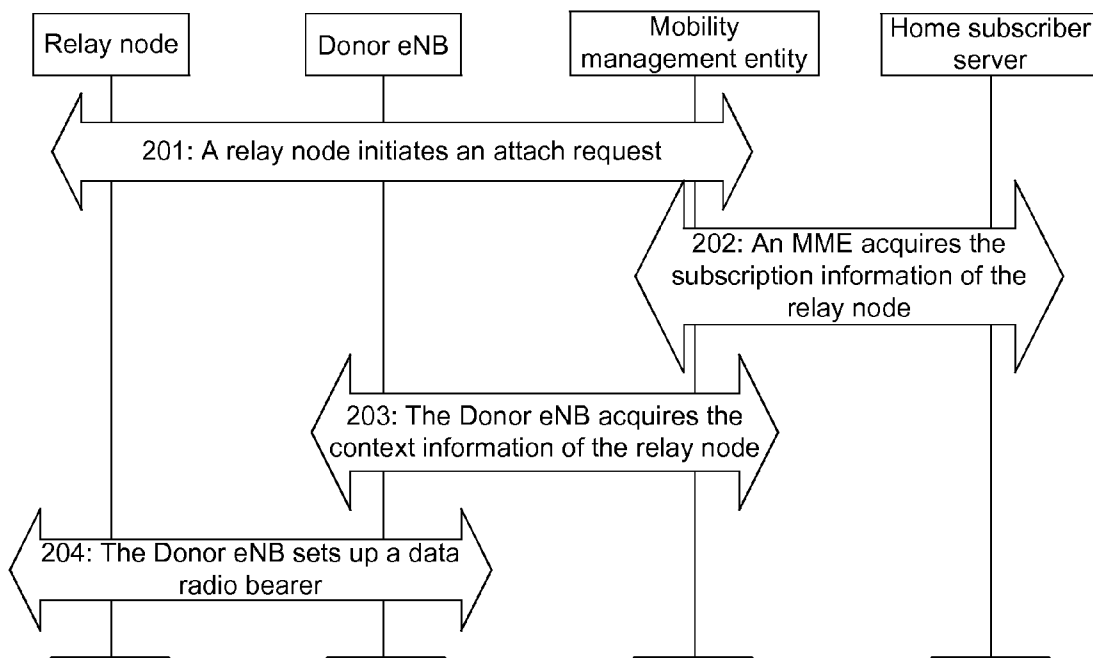 Relay node
Donor eNB
Mobility
management entity
Home subscriber
server
201: A relay node initiates an attach request
202: An MME acquires the
subscription information of the
relay node
203: The Donor eNB acquires the
context information of the relay node
204: The Donor eNB sets up a data
radio bearer